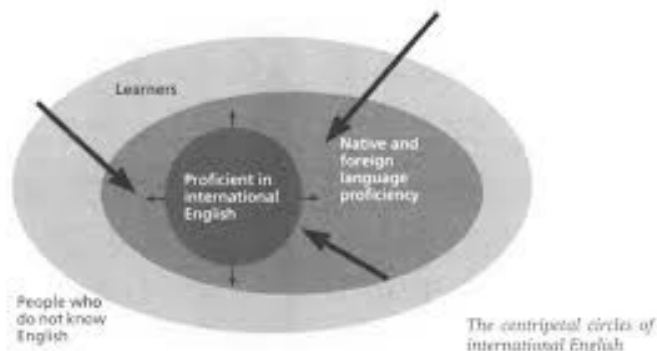 Learners
Native and
foreign
language
proficiency
Proficient in
international
English
People who
do not know
English
The centripetal circles of
international English